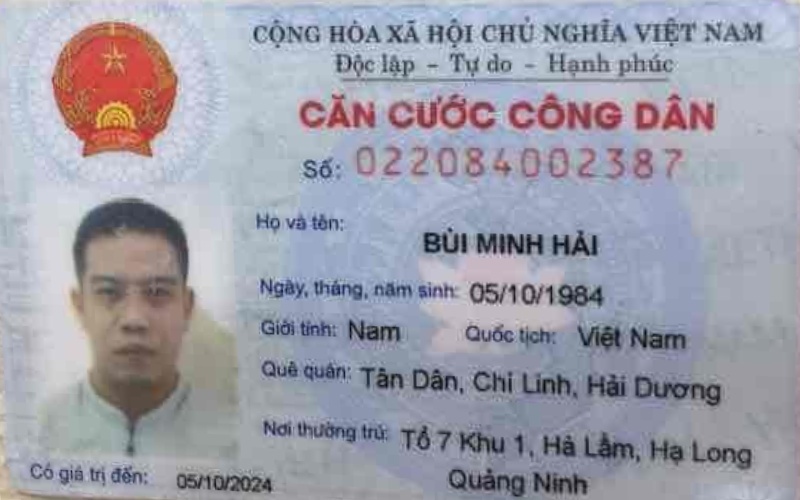 CỘNG HÒA XÃ HỘI CHỦ NGHĨA VIỆT NAM
Độc lập - Tự do - Hạnh phúc
CĂN CƯỚC CÔNG DÂN
Số: 022084002387
Họ và tên:
BÙI MINH HẢI
Ngày, tháng, năm sinh: 05/10/1984
Giới tính: Nam Quốc tịch: Việt Nam
Quê quán: Tân Dân, Chí Linh, Hải Dương
Nơi thường trú: Tổ 7 Khu 1, Hà Lầm, Hạ Long
Quảng Ninh
Có giá trị đến: 05/10/2024